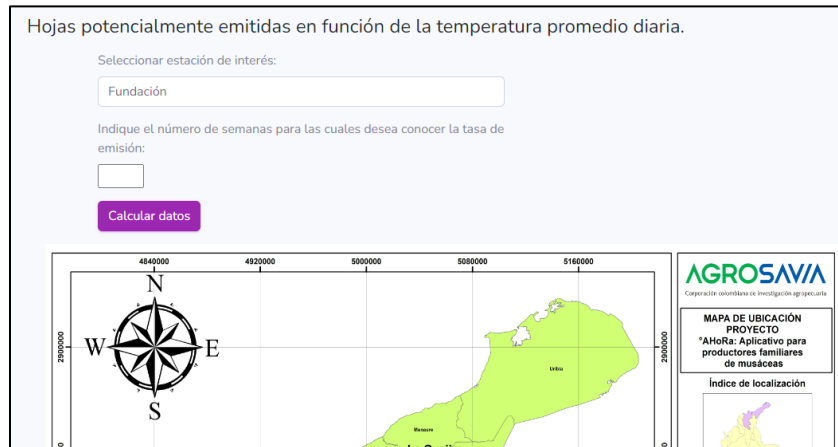 Hojas potencialmente emitidas en función de la temperatura promedio diaria.
Seleccionar estación de interés:
Fundación
Indique el número de semanas para las cuales desea conocer la tasa de
emisión:
Calcular datos
4840000 4920000 5000000 5080000 5160000
N
W E
S
2900000
2900000
Uribia
Manaure
AGROSAVIA
Corporación colombiana de investigación agropecuaria
MAPA DE UBICACIÓN
PROYECTO
°AHoRa: Aplicativo para
productores familiares
de musáceas
Índice de localización